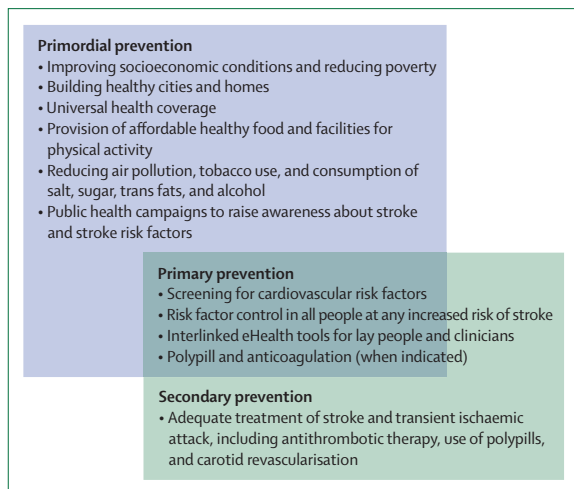 Primordial prevention
• Improving socioeconomic conditions and reducing poverty
• Building healthy cities and homes
• Universal health coverage
• Provision of affordable healthy food and facilities for
physical activity
• Reducing air pollution, tobacco use, and consumption of
salt, sugar, trans fats, and alcohol
• Public health campaigns to raise awareness about stroke
and stroke risk factors
Primary prevention
• Screening for cardiovascular risk factors
• Risk factor control in all people at any increased risk of stroke
• Interlinked eHealth tools for lay people and clinicians
• Polypill and anticoagulation (when indicated)
Secondary prevention
• Adequate treatment of stroke and transient ischaemic
attack, including antithrombotic therapy, use of polypills,
and carotid revascularisation